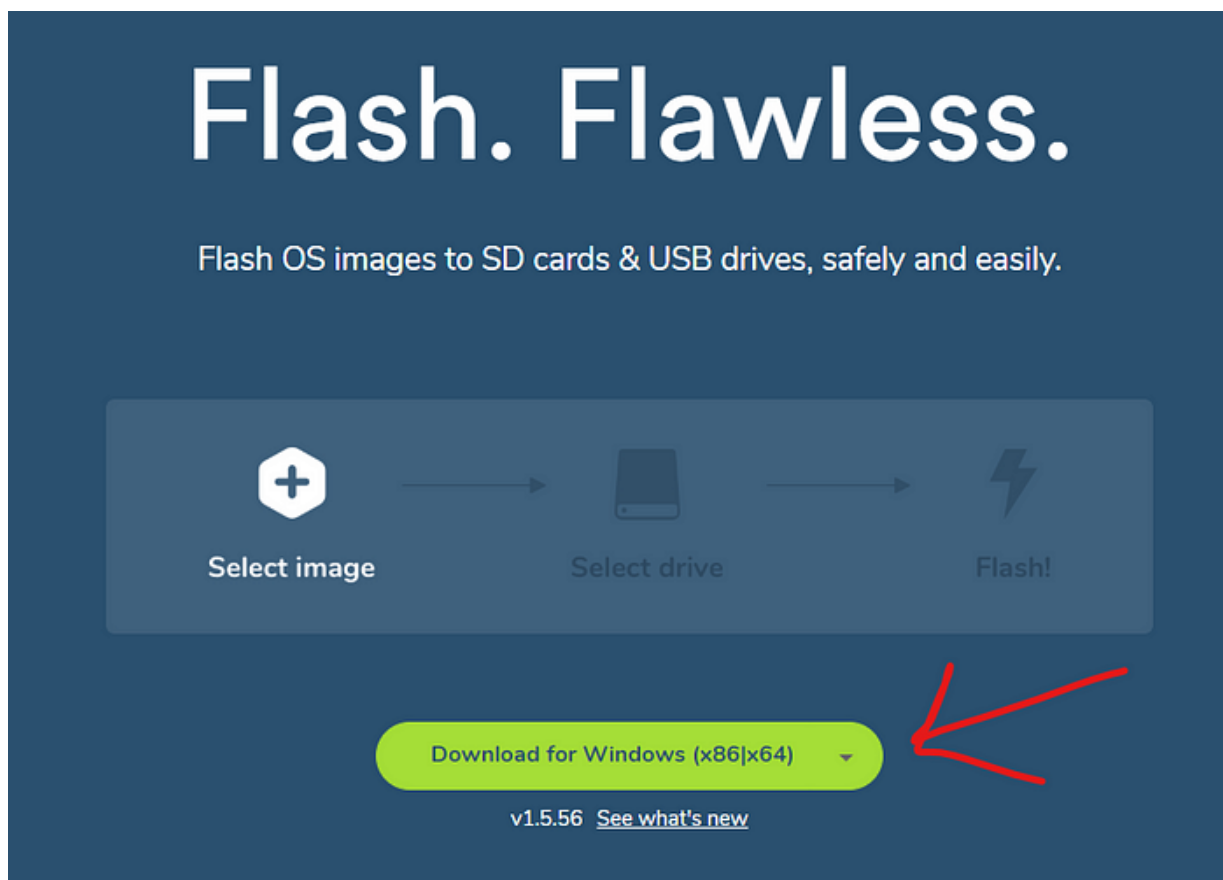 Flash. Flawless.
Flash OS images to SD cards & USB drives, safely and easily.
Select image
Select drive
Flash!
Download for Windows (x86|x64)
v1.5.56 See what's new